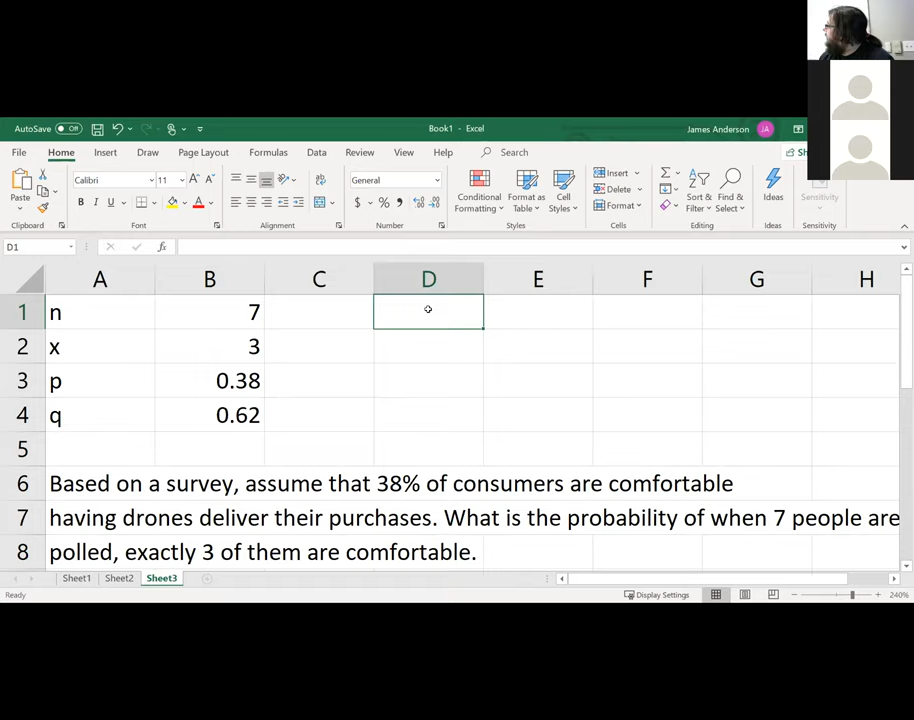 AutoSave Off
Book1 - Excel
James Anderson JA
File Home Insert Draw Page Layout Formulas Data Review View Help Search Sh
Paste
Calibri 11
General
Conditional Formatting
Format as Table
Cell Styles
Insert
Delete
Format
Sort & Filter
Find & Select
Ideas
Sensitivity
Clipboard Font Alignment Number Styles Cells Editing Ideas Sensitivity
D1 fx
A B C D E F G H
1 n 7
2 x 3
3 p 0.38
4 q 0.62
5
6 Based on a survey, assume that 38% of consumers are comfortable
7 having drones deliver their purchases. What is the probability of when 7 people are
8 polled, exactly 3 of them are comfortable.
Sheet1 Sheet2 Sheet3
Ready
Display Settings
240%